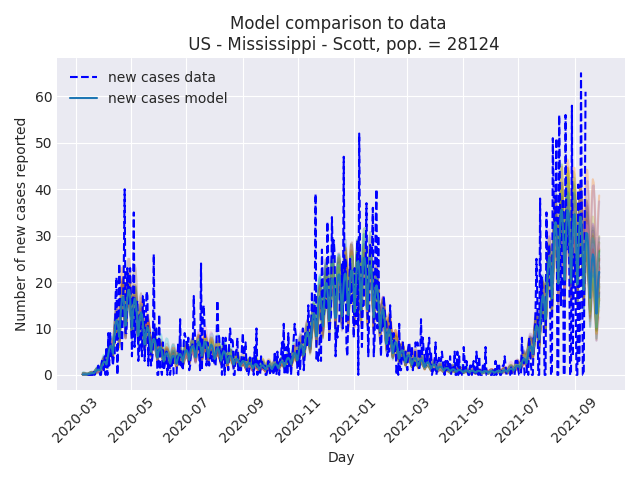 Model comparison to data
US - Mississippi - Scott, pop. = 28124
new cases data
new cases model
Number of new cases reported
60
50
40
30
20
10
0
2020-03
2020-05
2020-07
2020-09
2020-11
2021-01
2021-03
2021-05
2021-07
2021-09
Day